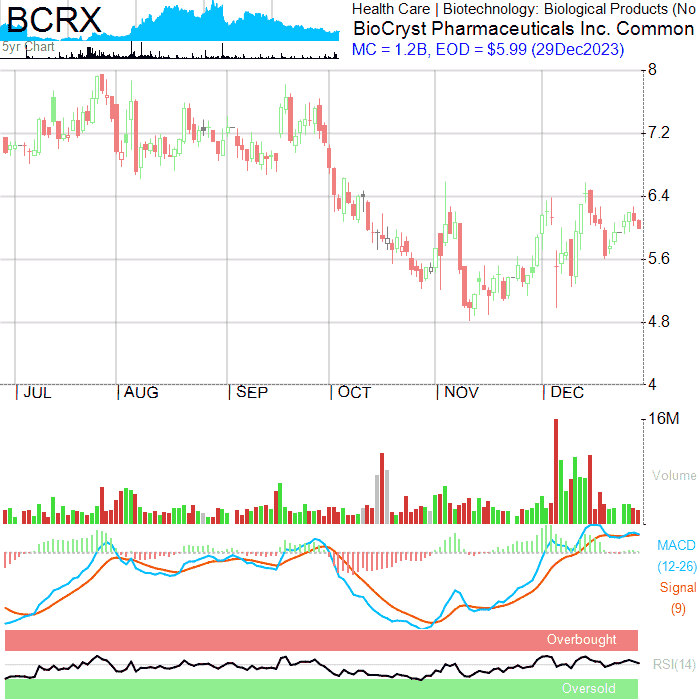 BCRX
5yr Chart
Health Care | Biotechnology: Biological Products (No
BioCryst Pharmaceuticals Inc. Common
MC = 1.2B, EOD = $5.99 (29Dec2023)
8
7.2
6.4
5.6
4.8
4
|JUL |AUG |SEP |OCT |NOV |DEC
16M
Volume
MACD
(12-26)
Signal
(9)
Overbought
RSI(14)
Oversold